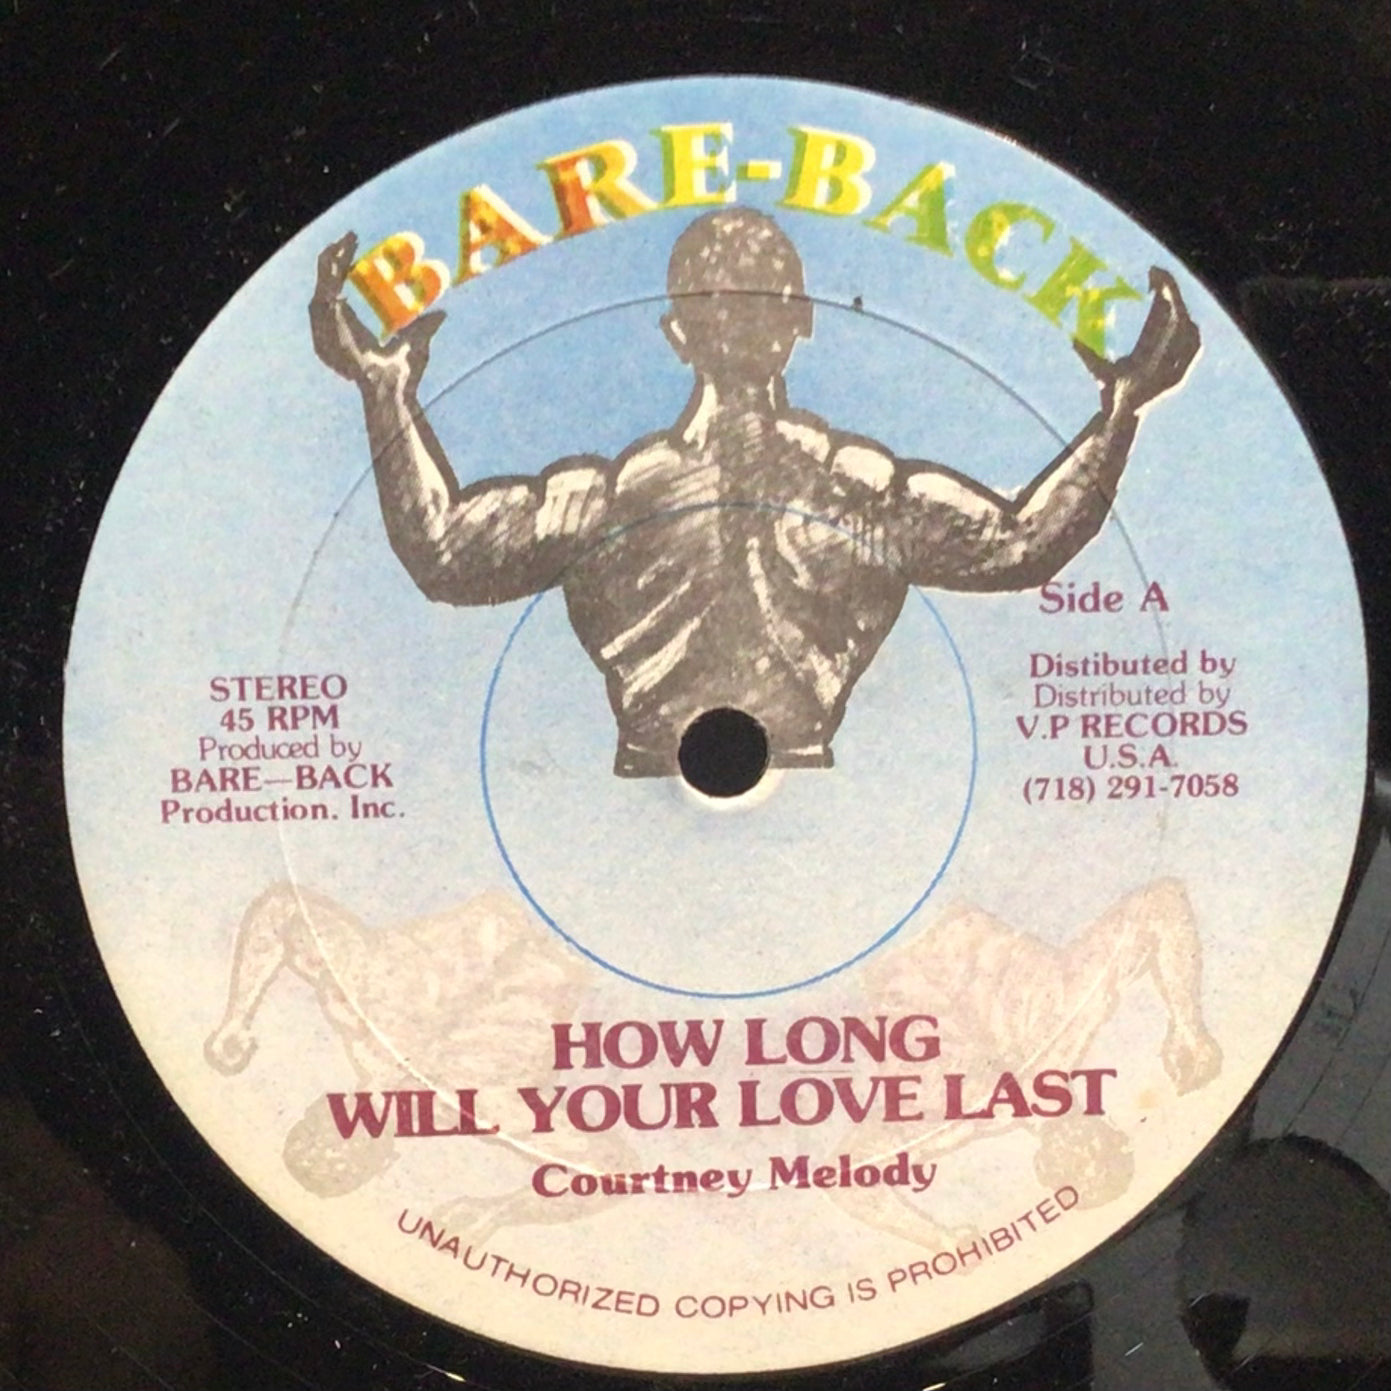 BARE-BACK
Side A
STEREO
45 RPM
Produced by
BARE—BACK
Production. Inc.
Distibuted by
Distributed by
V.P RECORDS
U.S.A.
(718) 291-7058
HOW LONG
WILL YOUR LOVE LAST
Courtney Melody
UNAUTHORIZED COPYING IS PROHIBITED